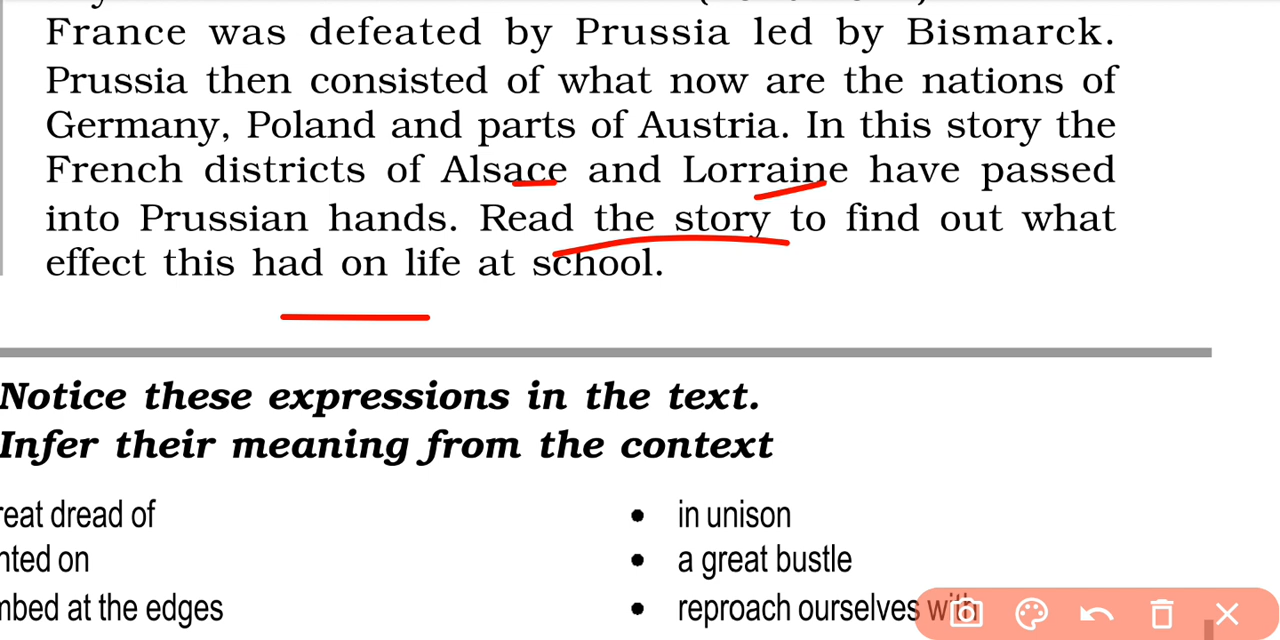 France was defeated by Prussia led by Bismarck.
Prussia then consisted of what now are the nations of
Germany, Poland and parts of Austria. In this story the
French districts of Alsace and Lorraine have passed
into Prussian hands. Read the story to find out what
effect this had on life at school.
Notice these expressions in the text.
Infer their meaning from the context
reat dread of
nted on
mbed at the edges
• in unison
• a great bustle
• reproach ourselves with